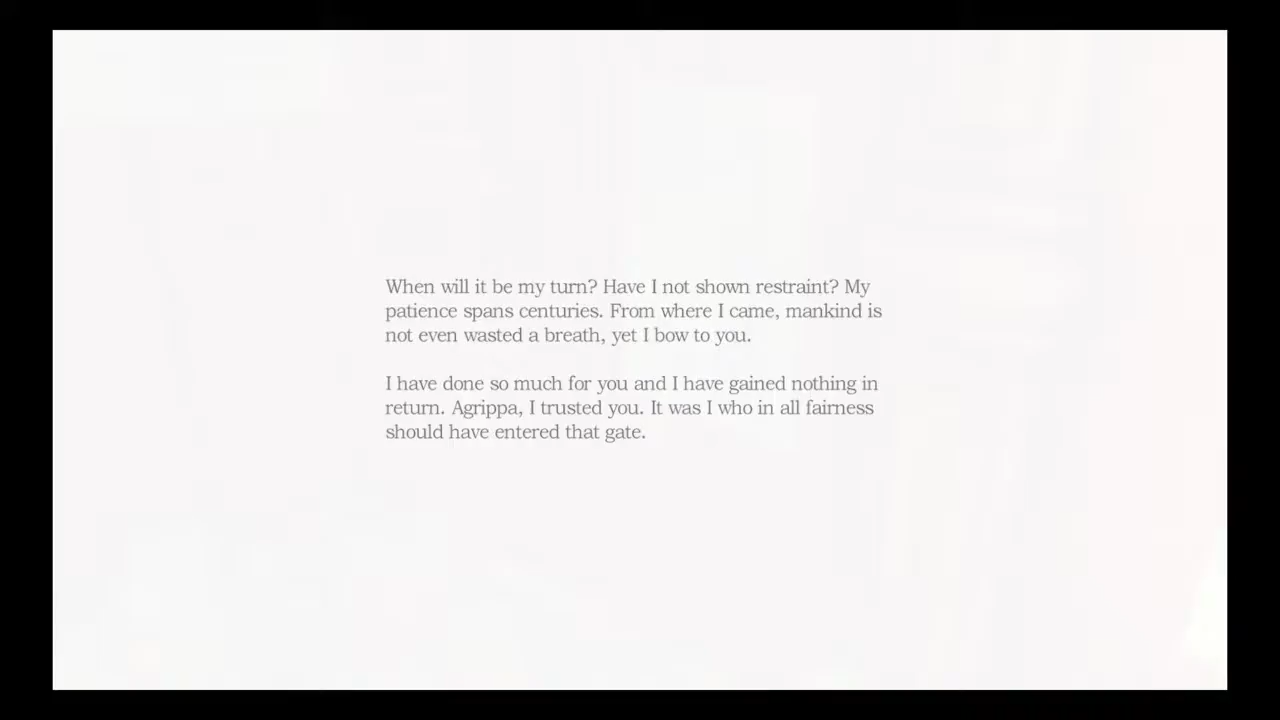 When will it be my turn? Have I not shown restraint? My
patience spans centuries. From where I came, mankind is
not even wasted a breath, yet I bow to you.
I have done so much for you and I have gained nothing in
return. Agrippa, I trusted you. It was I who in all fairness
should have entered that gate.